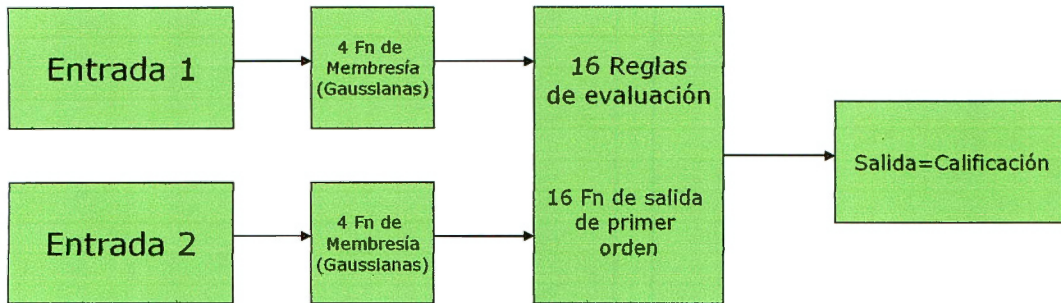 Entrada 1
4 Fn de
Membresía
(Gaussianas)
16 Reglas
de evaluación
Salida=Calificación
Entrada 2
4 Fn de
Membresía
(Gaussianas)
16 Fn de salida
de primer
orden